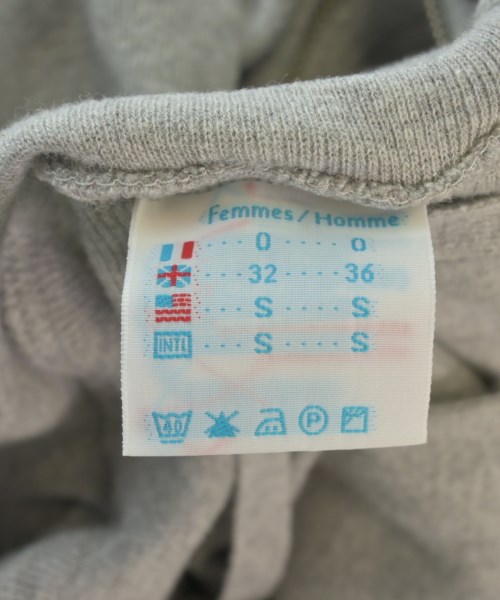 Femmes/Homme
0 0
32 36
S S
INTL S S
40 P